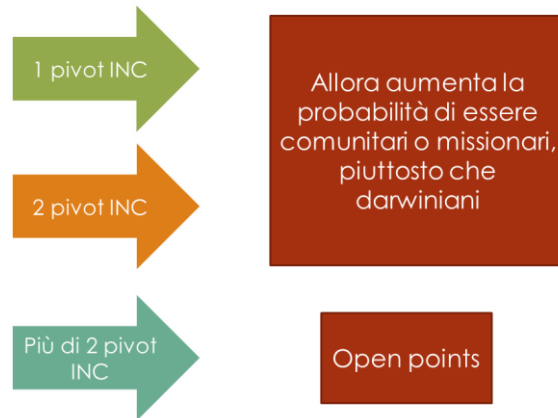 1 pivot INC
Allora aumenta la
probabilità di essere
comunitari o missionari,
piuttosto che
darwiniani
2 pivot INC
Più di 2 pivot
INC
Open points